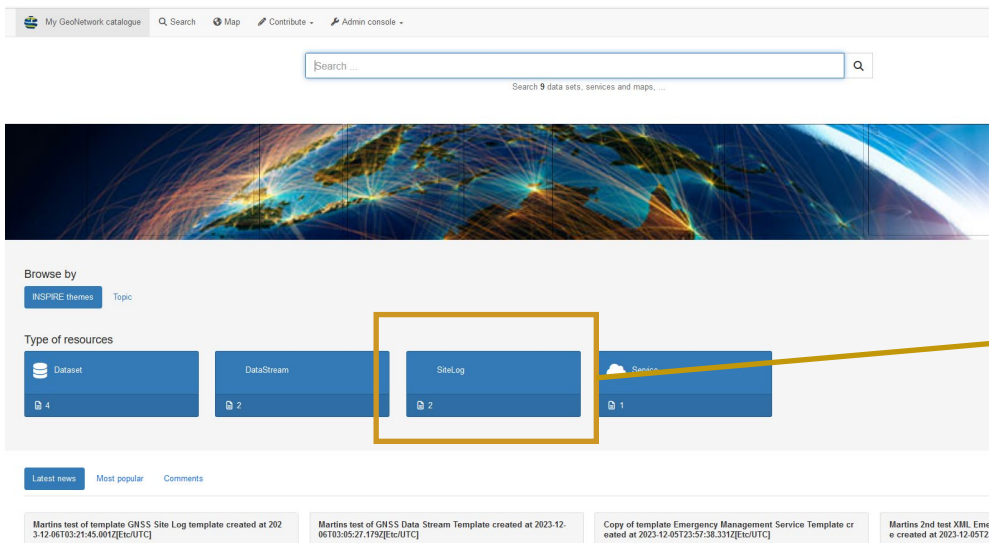 My GeoNetwork catalogue Search Map Contribute Admin console
Search ...
Search 9 data sets, services and maps, ...
Browse by
INSPIRE themes Topic
Type of resources
Dataset DataStream SiteLog Service
4 2 2 1
Latest news Most popular Comments
Martins test of template GNSS Site Log template created at 202 Martins test of GNSS Data Stream Template created at 2023-12- Copy of template Emergency Management Service Template cr Martins 2nd test XML Eme
3-12-06T03:21:45.001Z[Etc/UTC] 06T03:05:27.179Z[Etc/UTC] eated at 2023-12-05T23:57:38.331Z[Etc/UTC] e created at 2023-12-05T2